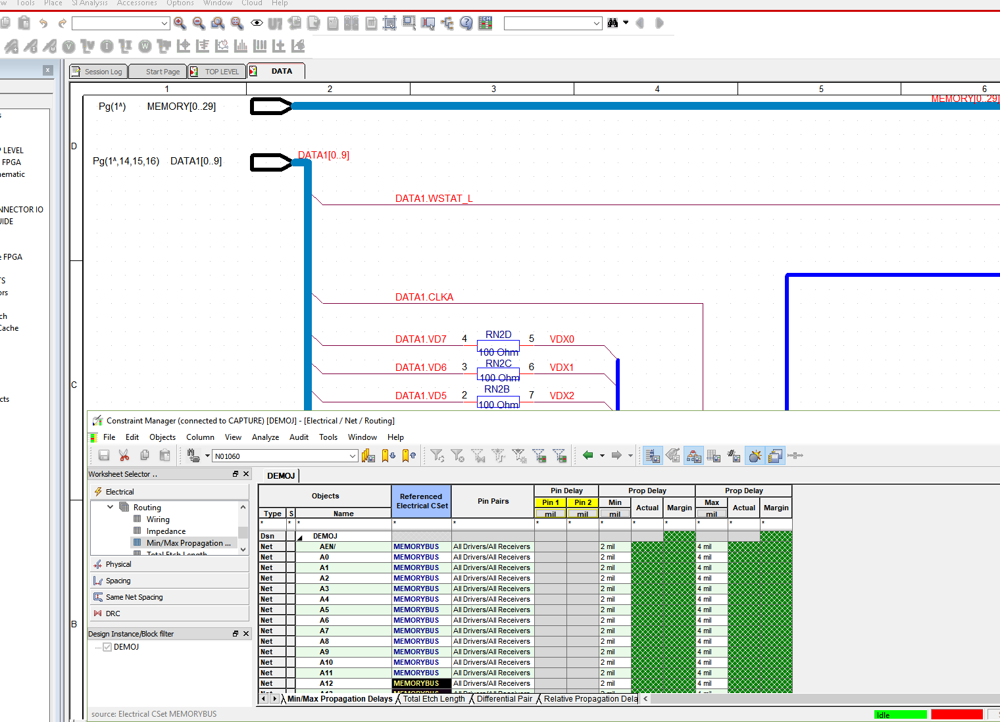 w Tools Place SI Analysis Accessories Options Window Cloud Help
Session Log Start Page TOP LEVEL DATA
1 2 3 4 5 6
Pg(1^) MEMORY[0..29] MEMORY[0..29]
D
P LEVEL
Pg(1^,14,15,16) DATA1[0..9] DATA1[0..9]
FPGA
ematic
DATA1.WSTAT_L
NNECTOR IO
UIDE
e FPGA
TS
ors
DATA1.CLKA
ch
Cache
DATA1.VD7 4 RN2D 5 VDX0
100 Ohm
DATA1.VD6 3 RN2C 6 VDX1
100 Ohm
C
DATA1.VD5 2 RN2B 7 VDX2
100 Ohm
cts
Constraint Manager (connected to CAPTURE) [DEMOJ] - [Electrical / Net / Routing]
File Edit Objects Column View Analyze Audit Tools Window Help
N01060
Worksheet Selector ..
Electrical
Routing
Wiring
Impedance
Min/Max Propagation ...
Total Etch Length
Physical
Spacing
Same Net Spacing
DRC
B
Design Instance/Block filter
DEMOJ
DEMOJ
Objects Referenced Electrical CSet Pin Pairs Pin Delay Prop Delay Prop Delay
Pin 1 Pin 2 Min Actual Margin Max Actual Margin
Type S Name mil mil mil mil
* * * * * * * * * * * * *
Dsn DEMOJ
Net AEN/ MEMORYBUS All Drivers/All Receivers 2 mil 4 mil
Net A0 MEMORYBUS All Drivers/All Receivers 2 mil 4 mil
Net A1 MEMORYBUS All Drivers/All Receivers 2 mil 4 mil
Net A2 MEMORYBUS All Drivers/All Receivers 2 mil 4 mil
Net A3 MEMORYBUS All Drivers/All Receivers 2 mil 4 mil
Net A4 MEMORYBUS All Drivers/All Receivers 2 mil 4 mil
Net A5 MEMORYBUS All Drivers/All Receivers 2 mil 4 mil
Net A6 MEMORYBUS All Drivers/All Receivers 2 mil 4 mil
Net A7 MEMORYBUS All Drivers/All Receivers 2 mil 4 mil
Net A8 MEMORYBUS All Drivers/All Receivers 2 mil 4 mil
Net A9 MEMORYBUS All Drivers/All Receivers 2 mil 4 mil
Net A10 MEMORYBUS All Drivers/All Receivers 2 mil 4 mil
Net A11 MEMORYBUS All Drivers/All Receivers 2 mil 4 mil
Net A12 MEMORYBUS All Drivers/All Receivers 2 mil 4 mil
Min/Max Propagation Delays Total Etch Length Differential Pair Relative Propagation Dela
source: Electrical CSet MEMORYBUS
Idle